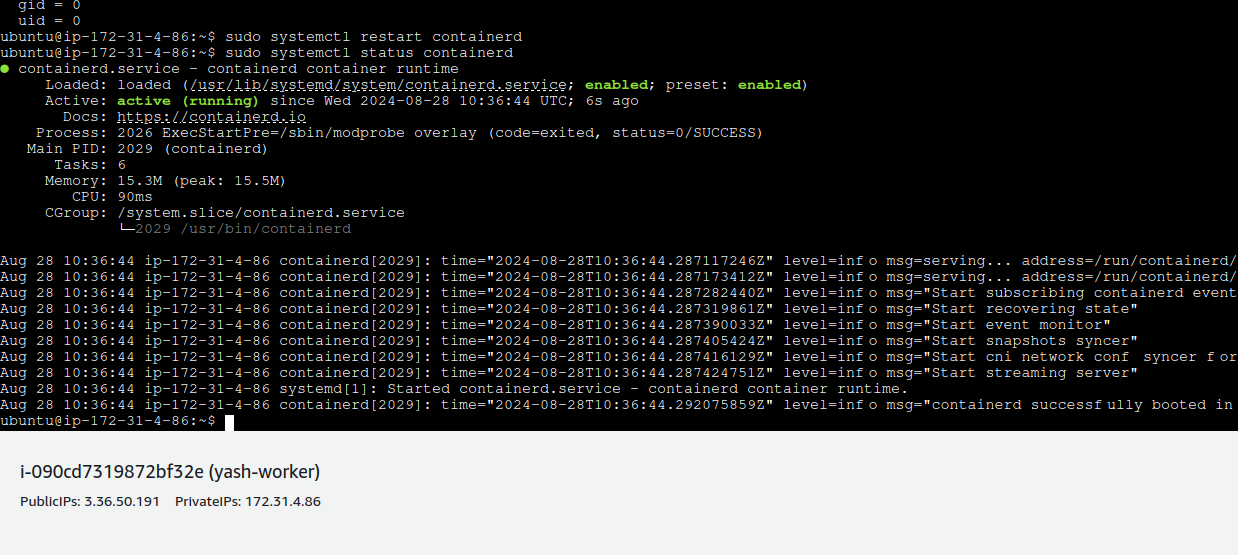 gid = 0
uid = 0
ubuntu@ip-172-31-4-86:~$ sudo systemctl restart containerd
ubuntu@ip-172-31-4-86:~$ sudo systemctl status containerd
● containerd.service - containerd container runtime
Loaded: loaded (/usr/lib/systemd/system/containerd.service; enabled; preset: enabled)
Active: active (running) since Wed 2024-08-28 10:36:44 UTC; 6s ago
Docs: https://containerd.io
Process: 2026 ExecStartPre=/sbin/modprobe overlay (code=exited, status=0/SUCCESS)
Main PID: 2029 (containerd)
Tasks: 6
Memory: 15.3M (peak: 15.5M)
CPU: 90ms
CGroup: /system.slice/containerd.service
└─2029 /usr/bin/containerd
Aug 28 10:36:44 ip-172-31-4-86 containerd[2029]: time="2024-08-28T10:36:44.287117246Z" level=info msg=serving... address=/run/containerd/
Aug 28 10:36:44 ip-172-31-4-86 containerd[2029]: time="2024-08-28T10:36:44.287173412Z" level=info msg=serving... address=/run/containerd/
Aug 28 10:36:44 ip-172-31-4-86 containerd[2029]: time="2024-08-28T10:36:44.287282440Z" level=info msg="Start subscribing containerd event
Aug 28 10:36:44 ip-172-31-4-86 containerd[2029]: time="2024-08-28T10:36:44.287319861Z" level=info msg="Start recovering state"
Aug 28 10:36:44 ip-172-31-4-86 containerd[2029]: time="2024-08-28T10:36:44.287390033Z" level=info msg="Start event monitor"
Aug 28 10:36:44 ip-172-31-4-86 containerd[2029]: time="2024-08-28T10:36:44.287405424Z" level=info msg="Start snapshots syncer"
Aug 28 10:36:44 ip-172-31-4-86 containerd[2029]: time="2024-08-28T10:36:44.287416129Z" level=info msg="Start cni network conf syncer for
Aug 28 10:36:44 ip-172-31-4-86 containerd[2029]: time="2024-08-28T10:36:44.287424751Z" level=info msg="Start streaming server"
Aug 28 10:36:44 ip-172-31-4-86 systemd[1]: Started containerd.service - containerd container runtime.
Aug 28 10:36:44 ip-172-31-4-86 containerd[2029]: time="2024-08-28T10:36:44.292075859Z" level=info msg="containerd successfully booted in
ubuntu@ip-172-31-4-86:~$
i-090cd7319872bf32e (yash-worker)
PublicIPs: 3.36.50.191 PrivateIPs: 172.31.4.86